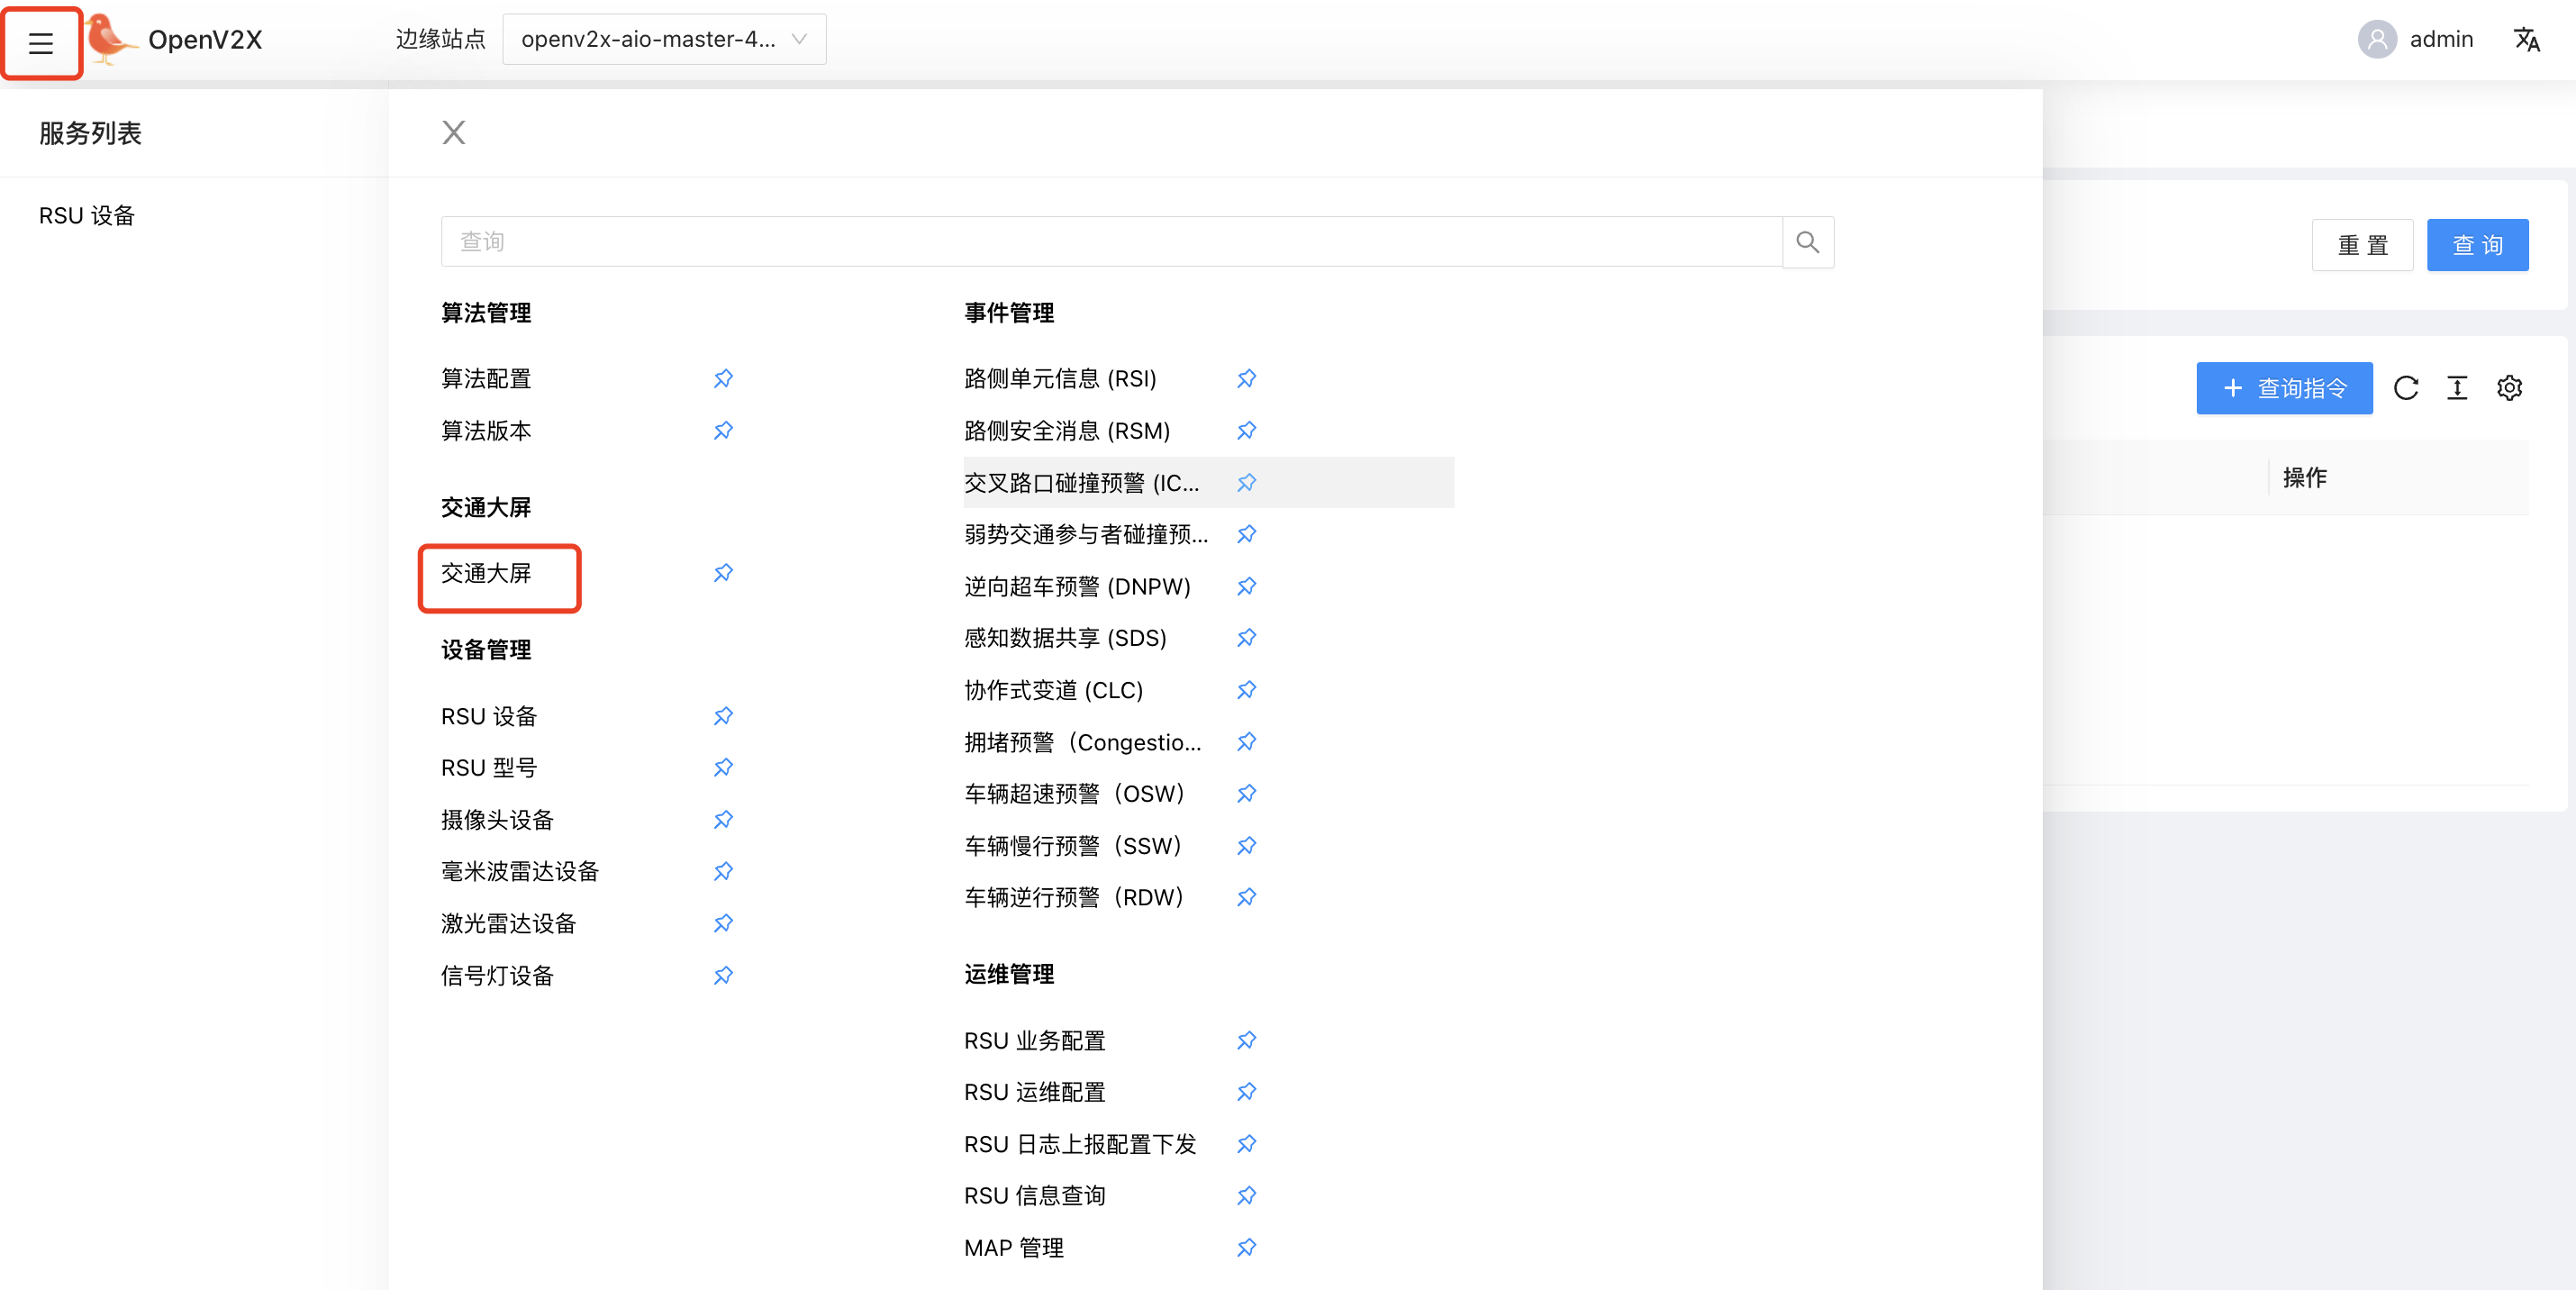 OpenV2X
边缘站点
openv2x-aio-master-4...
admin
服务列表
RSU 设备
查询
算法管理
算法配置
算法版本
交通大屏
交通大屏
设备管理
RSU 设备
RSU 型号
摄像头设备
毫米波雷达设备
激光雷达设备
信号灯设备
事件管理
路侧单元信息 (RSI)
路侧安全消息 (RSM)
交叉路口碰撞预警 (IC...
弱势交通参与者碰撞预...
逆向超车预警 (DNPW)
感知数据共享 (SDS)
协作式变道 (CLC)
拥堵预警（Congestio...
车辆超速预警（OSW）
车辆慢行预警（SSW）
车辆逆行预警（RDW）
运维管理
RSU 业务配置
RSU 运维配置
RSU 日志上报配置下发
RSU 信息查询
MAP 管理
重 置
查 询
+ 查询指令
操作